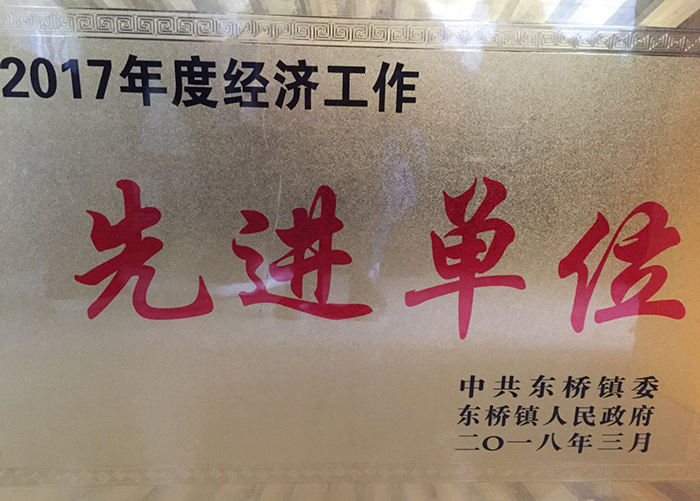 2017年度经济工作
先进单位
中共东桥镇委
东桥镇人民政府
二〇一八年三月